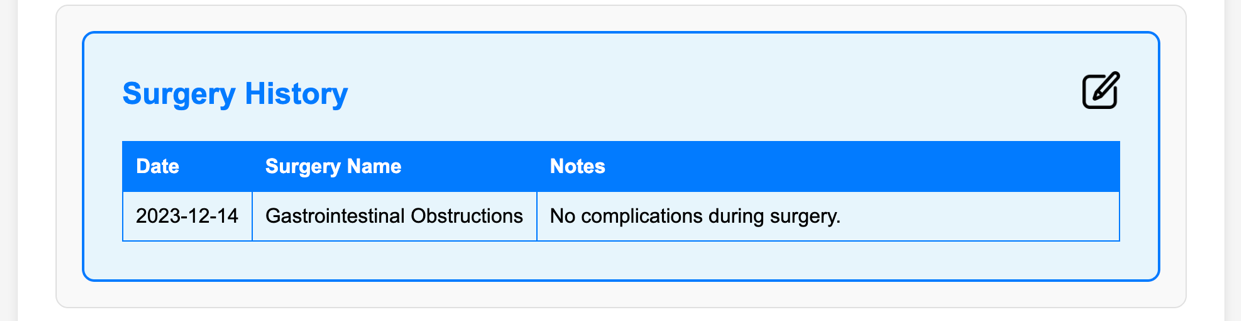 Surgery History
Date Surgery Name Notes
2023-12-14 Gastrointestinal Obstructions No complications during surgery.